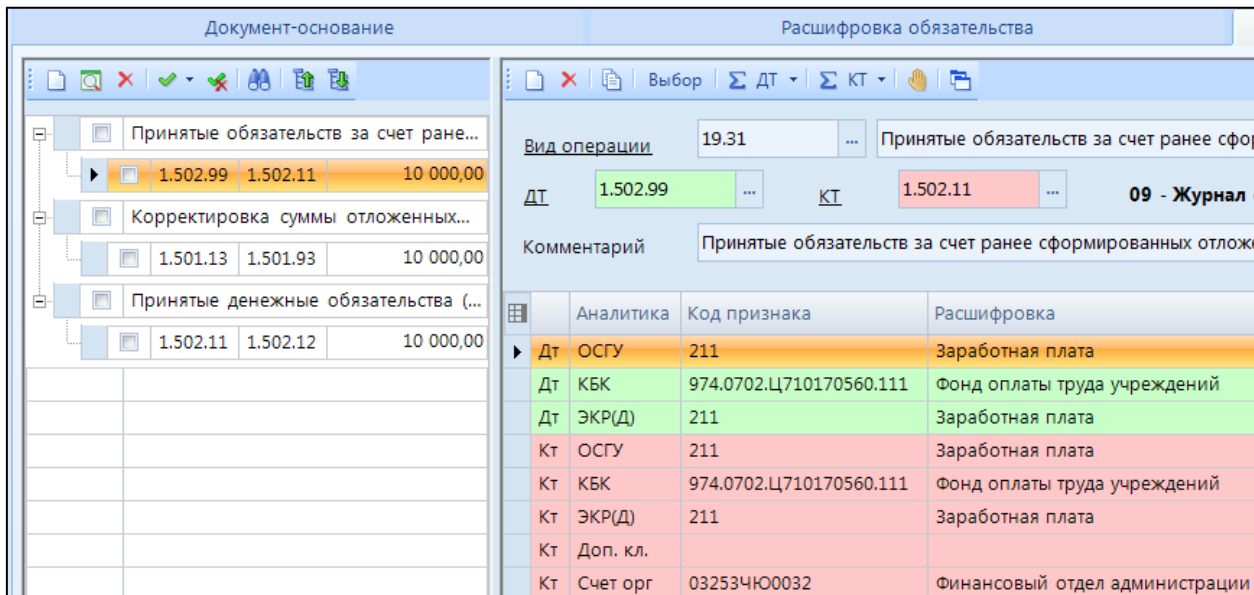 Документ-основание
Расшифровка обязательства
Выбор Σ ДТ Σ КТ
Принятые обязательств за счет ране...
1.502.99 1.502.11 10 000,00
Корректировка суммы отложенных...
1.501.13 1.501.93 10 000,00
Принятые денежные обязательства (...
1.502.11 1.502.12 10 000,00
Вид операции 19.31 ... Принятые обязательств за счет ранее сфор
ДТ 1.502.99 ... КТ 1.502.11 ... 09 - Журнал
Комментарий Принятые обязательств за счет ранее сформированных отлож
Аналитика Код признака Расшифровка
Дт ОСГУ 211 Заработная плата
Дт КБК 974.0702.Ц710170560.111 Фонд оплаты труда учреждений
Дт ЭКР(Д) 211 Заработная плата
Кт ОСГУ 211 Заработная плата
Кт КБК 974.0702.Ц710170560.111 Фонд оплаты труда учреждений
Кт ЭКР(Д) 211 Заработная плата
Кт Доп. кл.
Кт Счет орг 03253ЧЮ0032 Финансовый отдел администрации